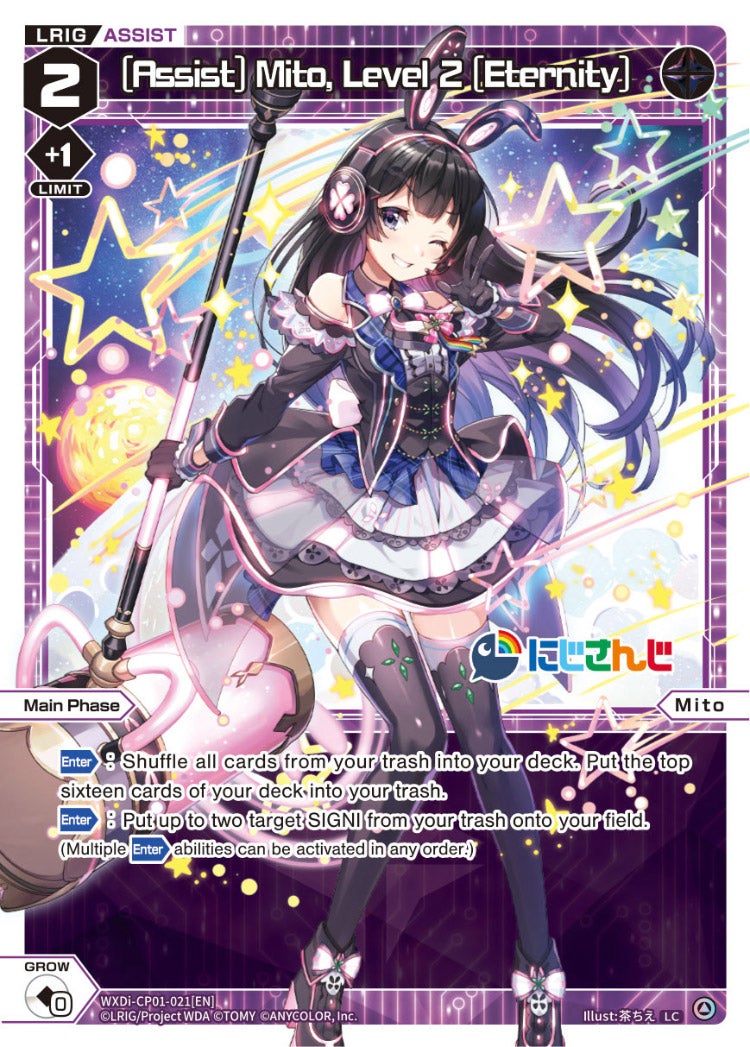 LRIG ASSIST
2
[Assist] Mito, Level 2 [Eternity]
+1
LIMIT
にじさんじ
Main Phase
Mito
Enter : Shuffle all cards from your trash into your deck. Put the top
sixteen cards of your deck into your trash.
Enter : Put up to two target SIGNI from your trash onto your field.
(Multiple Enter abilities can be activated in any order.)
GROW
0
WXDi-CP01-021[EN]
©LRIG/Project WDA ©TOMY ©ANYCOLOR, Inc.
Illust:茶ちえ LC